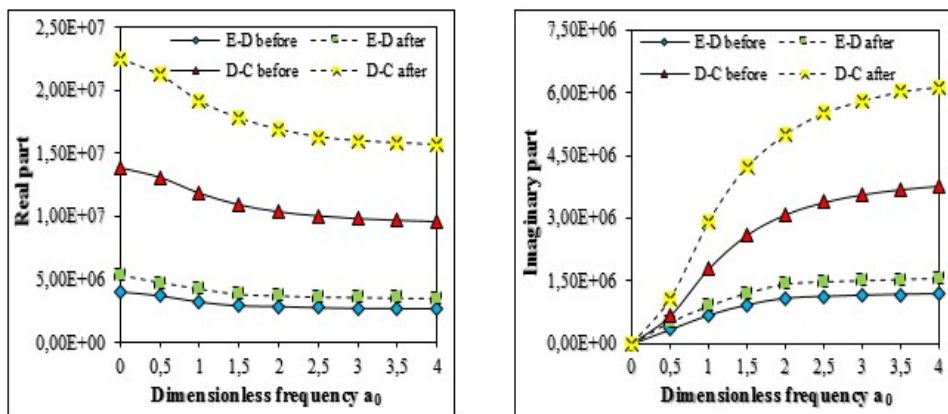 2,50E+07
2,00E+07
1,50E+07
1,00E+07
5,00E+06
0,00E+00
Real part
E-D before
E-D after
D-C before
D-C after
0 0,5 1 1,5 2 2,5 3 3,5 4
Dimensionless frequency a0
7,50E+06
6,00E+06
4,50E+06
3,00E+06
1,50E+06
0,00E+00
Imaginary part
E-D before
E-D after
D-C before
D-C after
0 0,5 1 1,5 2 2,5 3 3,5 4
Dimensionless frequency a0